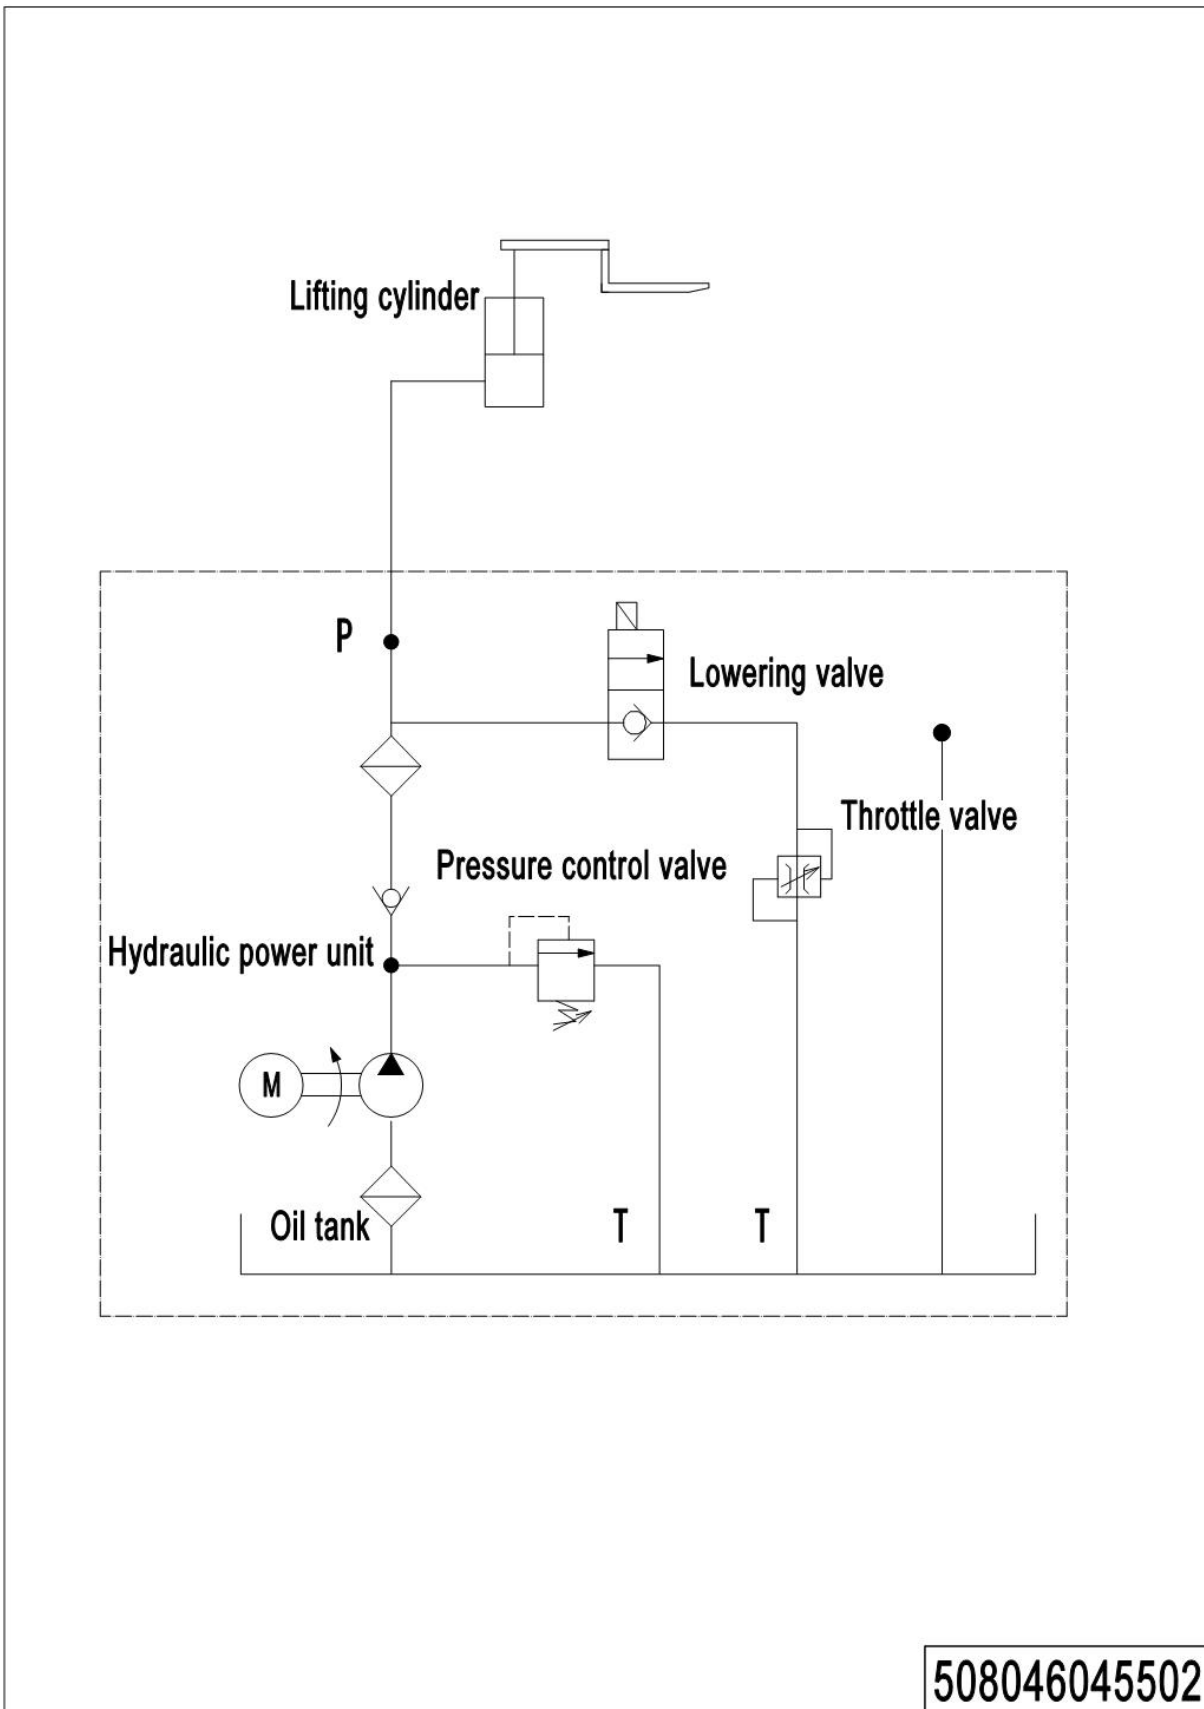 Lifting cylinder
P
Lowering valve
Throttle valve
Pressure control valve
Hydraulic power unit
M
Oil tank
T
T
508046045502